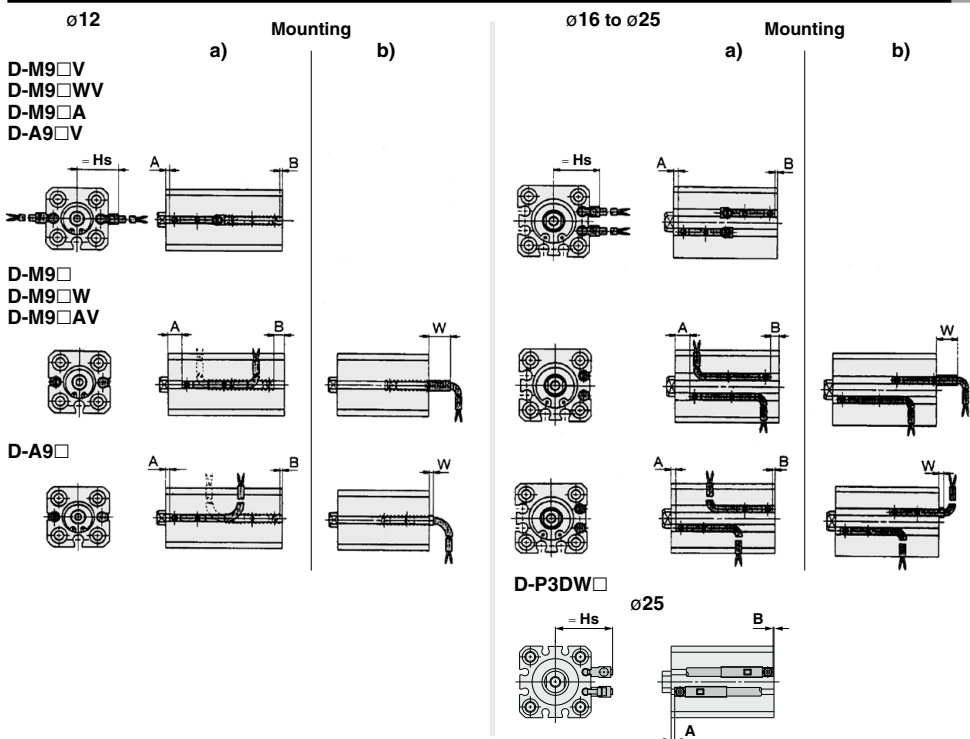 ø12
Mounting
a)
b)
D-M9□V
D-M9□WV
D-M9□A
D-A9□V
≈ Hs
A
B
D-M9□
D-M9□W
D-M9□AV
A
B
W
D-A9□
A
B
W
ø16 to ø25
Mounting
a)
b)
≈ Hs
A
B
A
B
W
A
B
W
D-P3DW□
ø25
≈ Hs
B
A